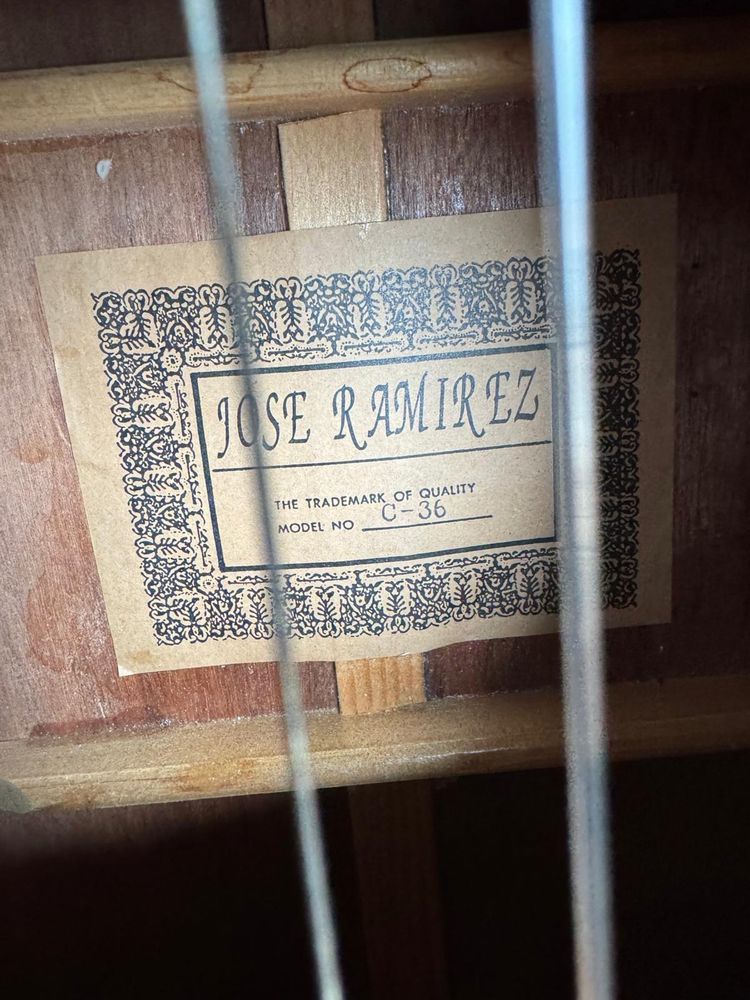 JOSE RAMIREZ
THE TRADEMARK OF QUALITY
MODEL NO C-36